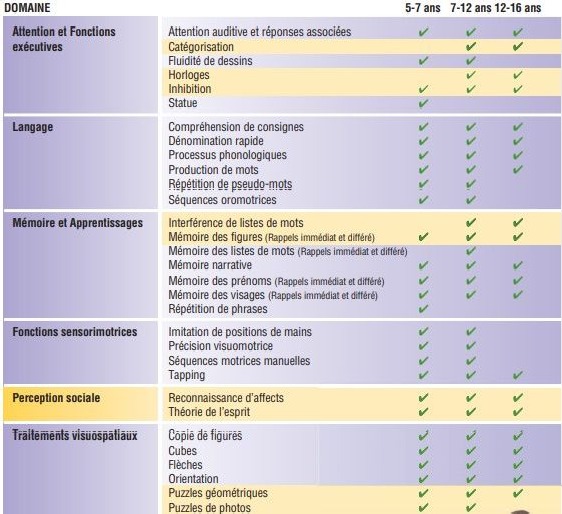 DOMAINE 5-7 ans 7-12 ans 12-16 ans
Attention et Fonctions exécutives
Attention auditive et réponses associées ✓ ✓ ✓
Catégorisation ✓ ✓
Fluidité de dessins ✓ ✓
Horloges ✓ ✓
Inhibition ✓ ✓ ✓
Statue ✓
Langage
Compréhension de consignes ✓ ✓ ✓
Dénomination rapide ✓ ✓ ✓
Processus phonologiques ✓ ✓ ✓
Production de mots ✓ ✓ ✓
Répétition de pseudo-mots ✓ ✓
Séquences oromotrices ✓ ✓
Mémoire et Apprentissages
Interférence de listes de mots ✓ ✓
Mémoire des figures (Rappels immédiat et différé) ✓ ✓ ✓
Mémoire des listes de mots (Rappels immédiat et différé) ✓
Mémoire narrative ✓ ✓ ✓
Mémoire des prénoms (Rappels immédiat et différé) ✓ ✓ ✓
Mémoire des visages (Rappels immédiat et différé) ✓ ✓ ✓
Répétition de phrases ✓
Fonctions sensorimotrices
Imitation de positions de mains ✓ ✓
Précision visuomotrice ✓ ✓
Séquences motrices manuelles ✓ ✓
Tapping ✓ ✓ ✓
Perception sociale
Reconnaissance d'affects ✓ ✓ ✓
Théorie de l'esprit ✓ ✓ ✓
Traitements visuospatiaux
Copie de figures ✓ ✓ ✓
Cubes ✓ ✓ ✓
Flèches ✓ ✓ ✓
Orientation ✓ ✓ ✓
Puzzles géométriques ✓ ✓ ✓
Puzzles de photos ✓ ✓